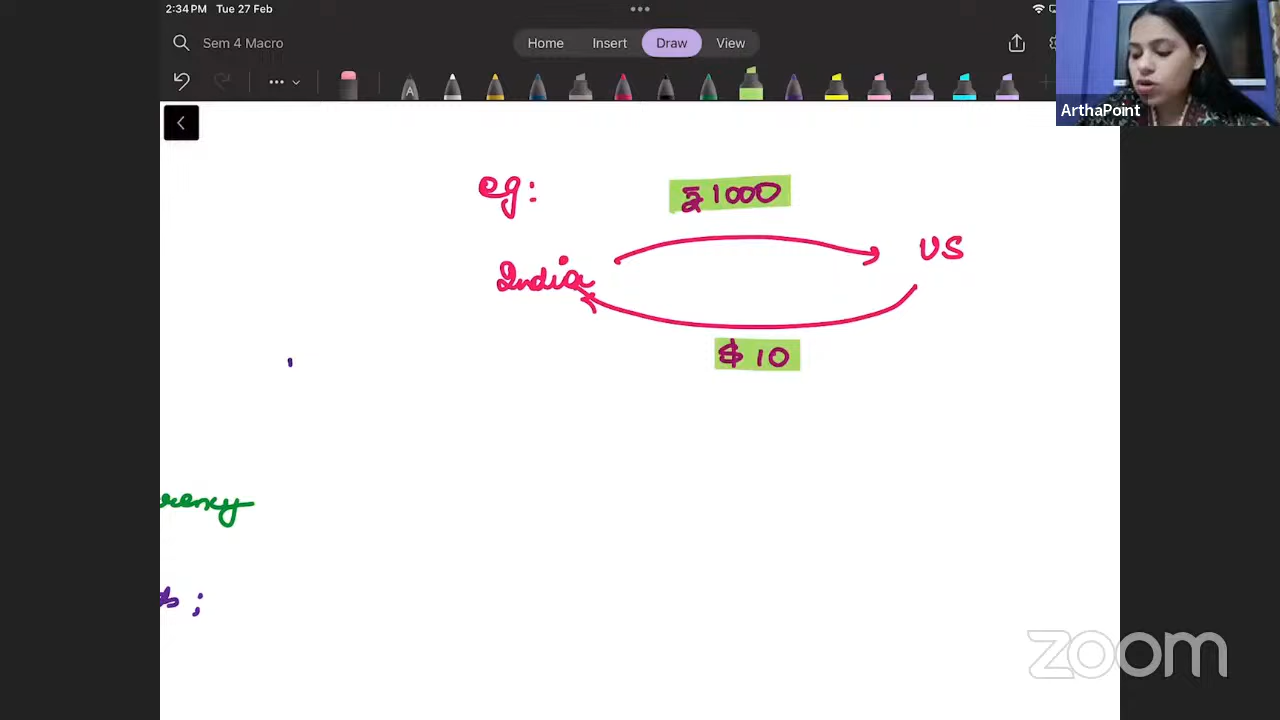 2:34 PM Tue 27 Feb
Sem 4 Macro
Home Insert Draw View
A
ArthaPoint
eg:
₹1000
India US
$ 10
rency
;
zoom